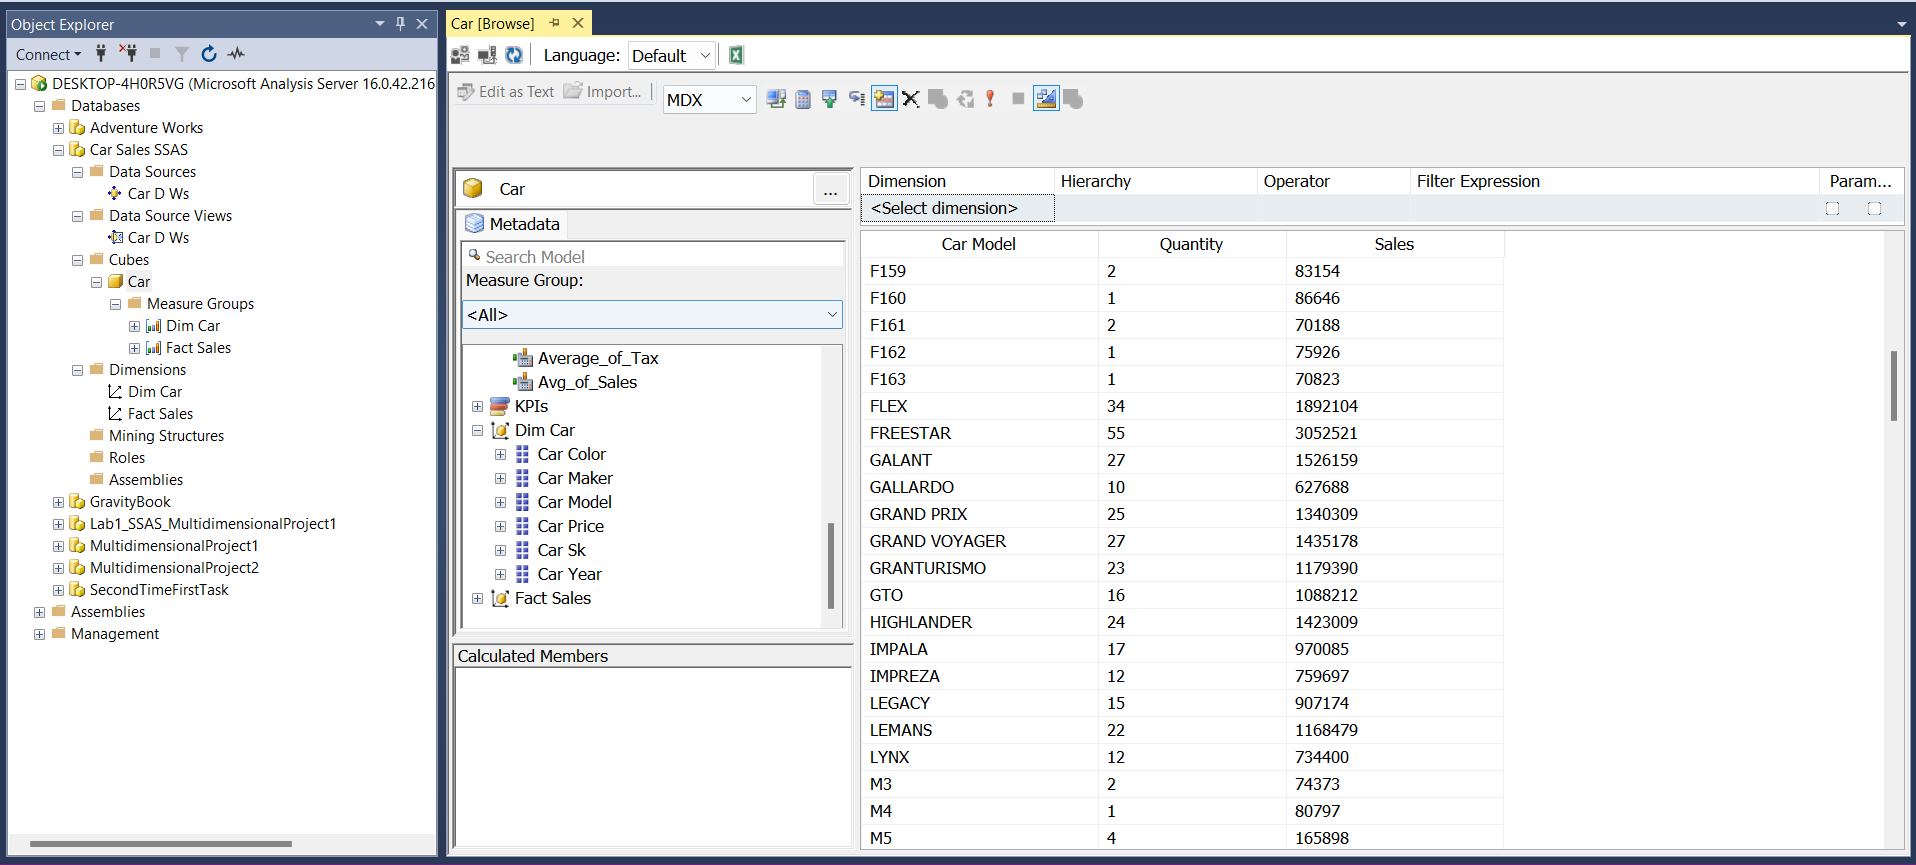 Object Explorer
Connect
DESKTOP-4H0R5VG (Microsoft Analysis Server 16.0.42.216
Databases
Adventure Works
Car Sales SSAS
Data Sources
Car D Ws
Data Source Views
Car D Ws
Cubes
Car
Measure Groups
Dim Car
Fact Sales
Dimensions
Dim Car
Fact Sales
Mining Structures
Roles
Assemblies
GravityBook
Lab1_SSAS_MultidimensionalProject1
MultidimensionalProject1
MultidimensionalProject2
SecondTimeFirstTask
Assemblies
Management
Car [Browse]
Language: Default
Edit as Text Import... MDX
Car ...
Metadata
Search Model
Measure Group:
<All>
Average_of_Tax
Avg_of_Sales
KPIs
Dim Car
Car Color
Car Maker
Car Model
Car Price
Car Sk
Car Year
Fact Sales
Calculated Members
Dimension Hierarchy Operator Filter Expression Param...
<Select dimension>
Car Model Quantity Sales
F159 2 83154
F160 1 86646
F161 2 70188
F162 1 75926
F163 1 70823
FLEX 34 1892104
FREESTAR 55 3052521
GALANT 27 1526159
GALLARDO 10 627688
GRAND PRIX 25 1340309
GRAND VOYAGER 27 1435178
GRANTURISMO 23 1179390
GTO 16 1088212
HIGHLANDER 24 1423009
IMPALA 17 970085
IMPREZA 12 759697
LEGACY 15 907174
LEMANS 22 1168479
LYNX 12 734400
M3 2 74373
M4 1 80797
M5 4 165898